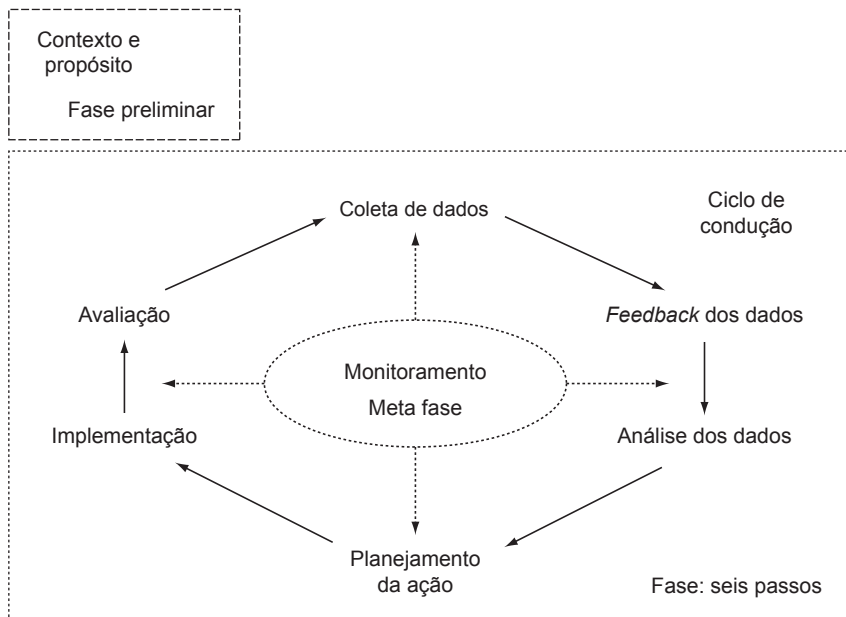 Contexto e
propósito
Fase preliminar
Coleta de dados
Ciclo de
condução
Avaliação
Feedback dos dados
Monitoramento
Meta fase
Implementação
Análise dos dados
Planejamento
da ação
Fase: seis passos